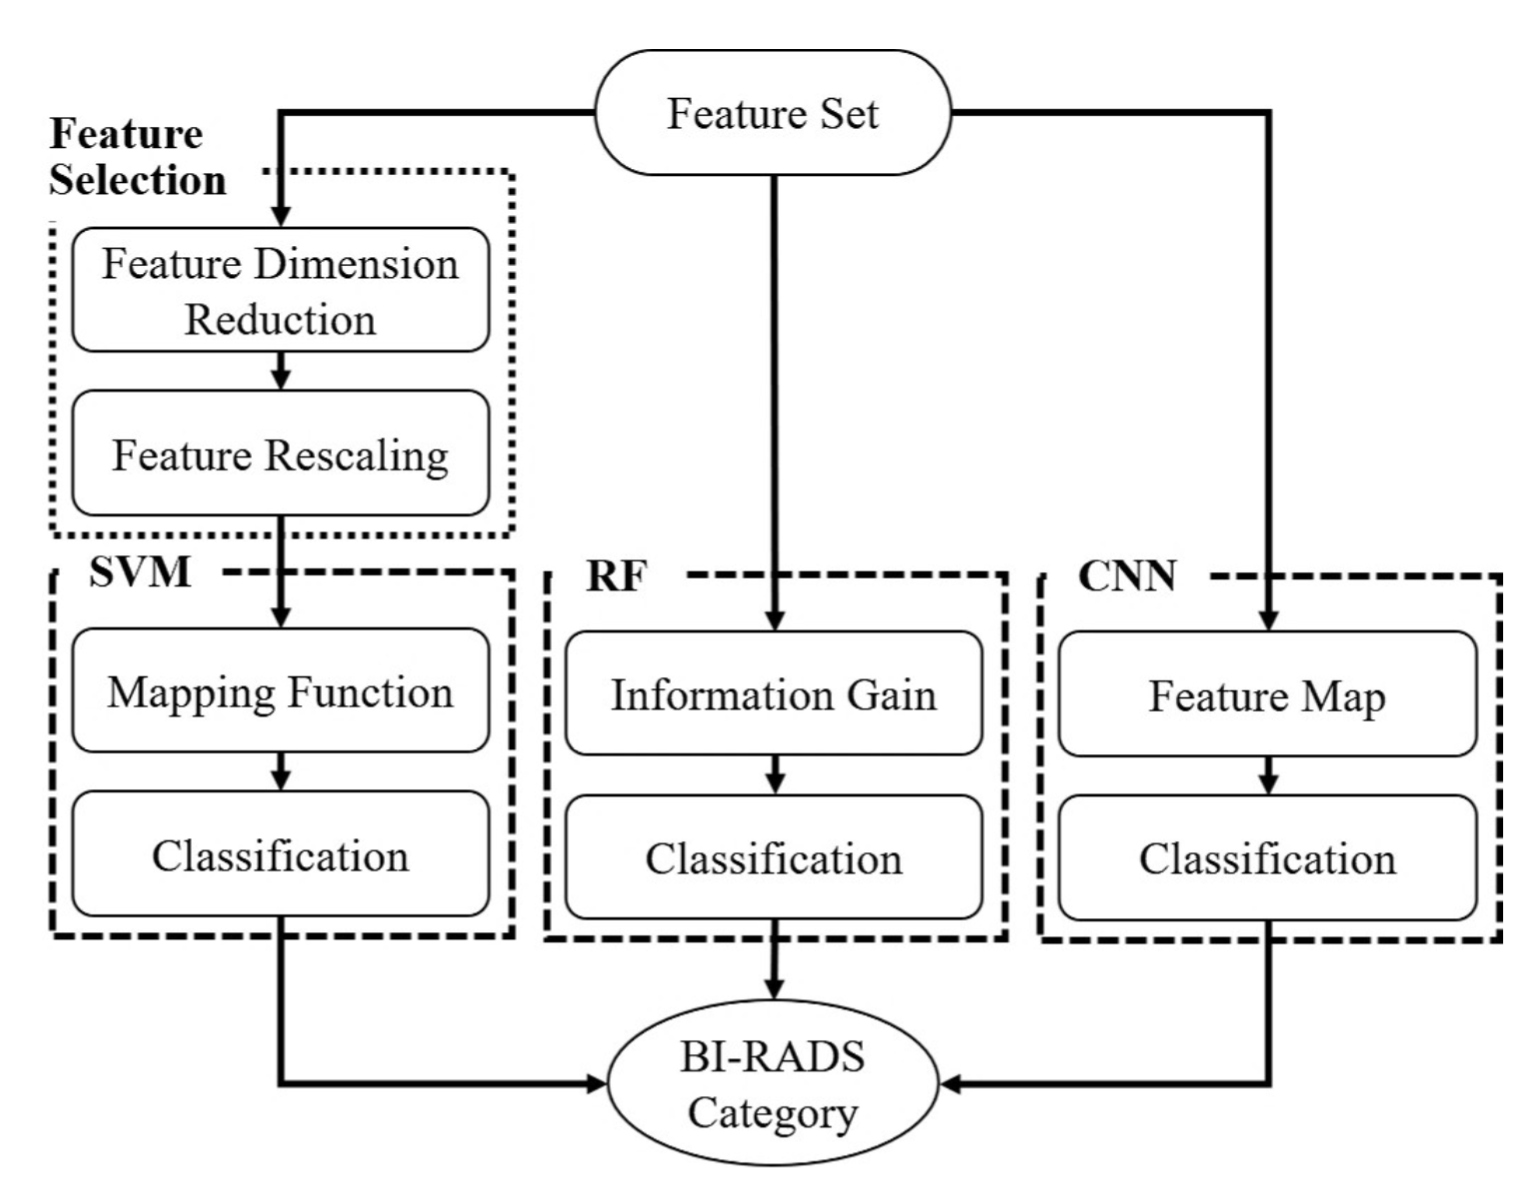 Feature Set
Feature
Selection
Feature Dimension
Reduction
Feature Rescaling
SVM
Mapping Function
Classification
RF
Information Gain
Classification
CNN
Feature Map
Classification
BI-RADS
Category